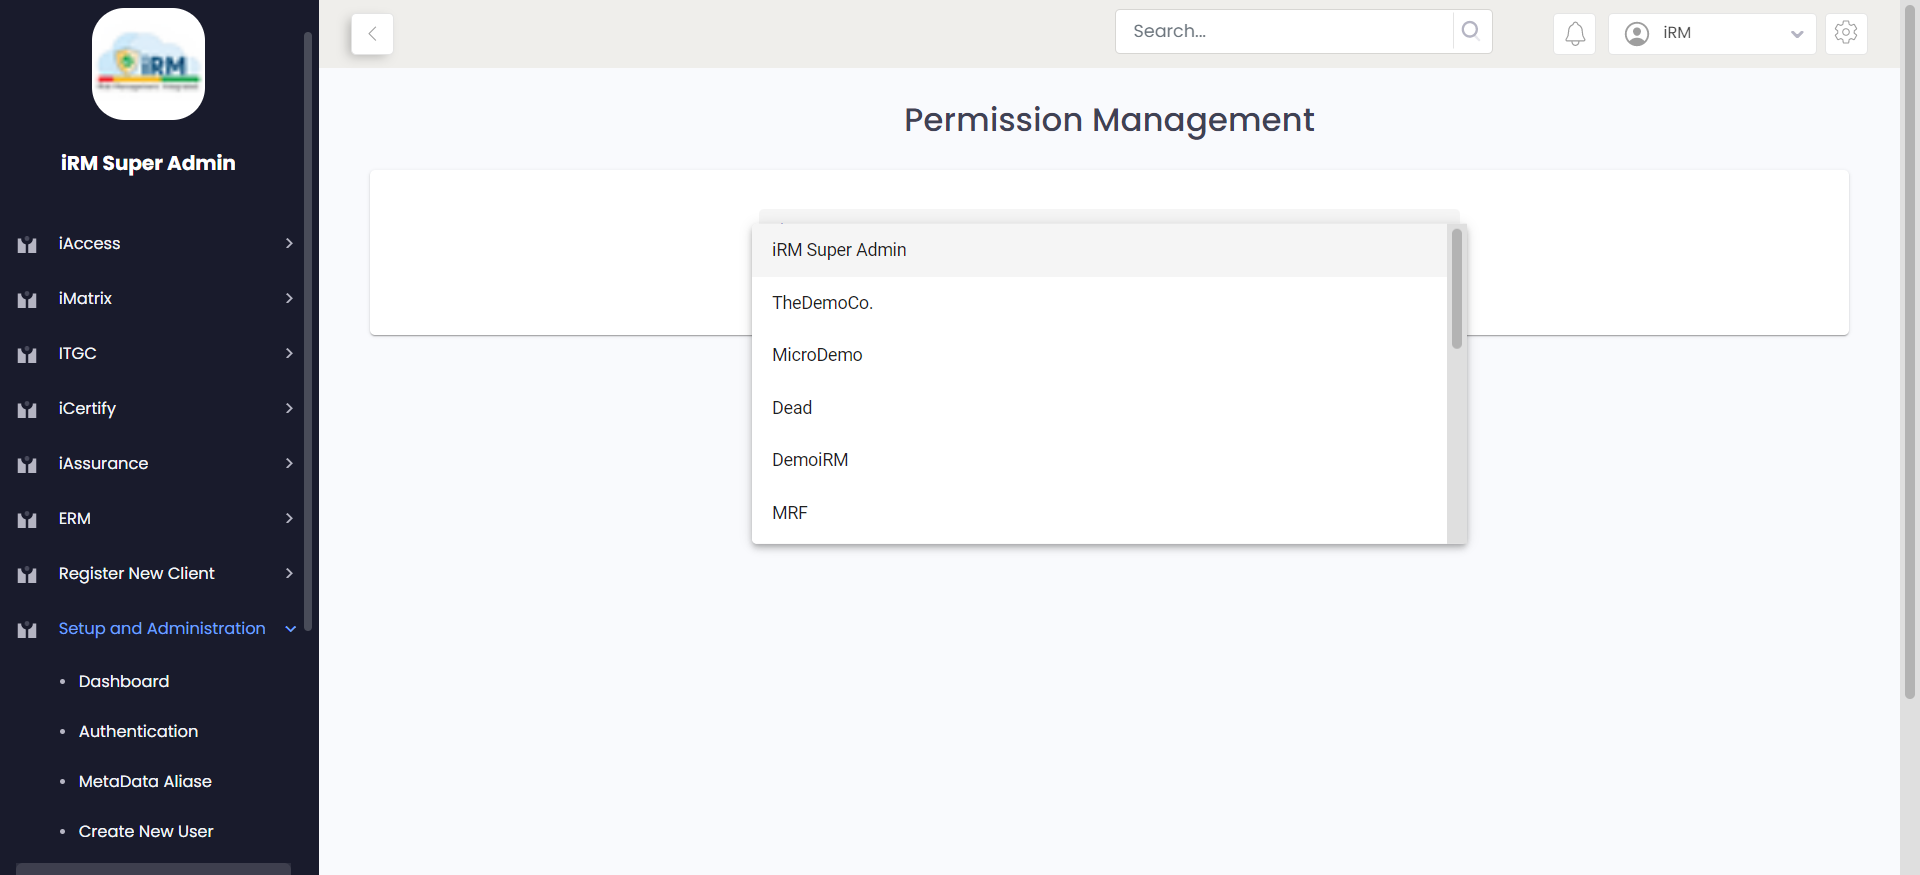 iRM
iRM Super Admin
iAccess
iMatrix
ITGC
iCertify
iAssurance
ERM
Register New Client
Setup and Administration
Dashboard
Authentication
MetaData Aliase
Create New User
Search...
iRM
Permission Management
iRM Super Admin
TheDemoCo.
MicroDemo
Dead
DemoiRM
MRF